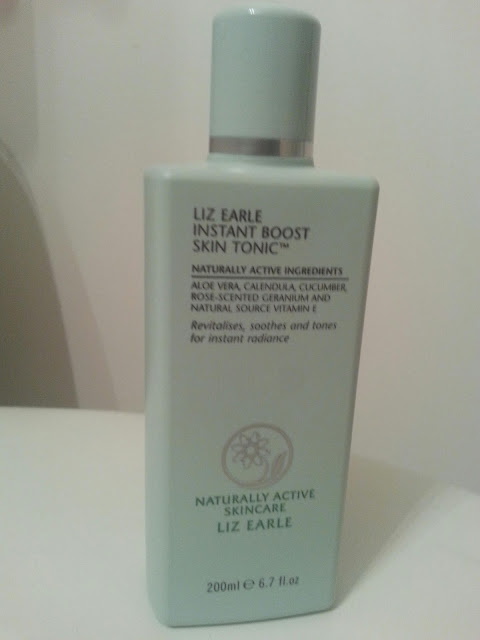 LIZ EARLE
INSTANT BOOST
SKIN TONIC™
NATURALLY ACTIVE INGREDIENTS
ALOE VERA, CALENDULA, CUCUMBER,
ROSE-SCENTED GERANIUM AND
NATURAL SOURCE VITAMIN E
Revitalises, soothes and tones
for instant radiance
NATURALLY ACTIVE
SKINCARE
LIZ EARLE
200ml ℮ 6.7 fl.oz